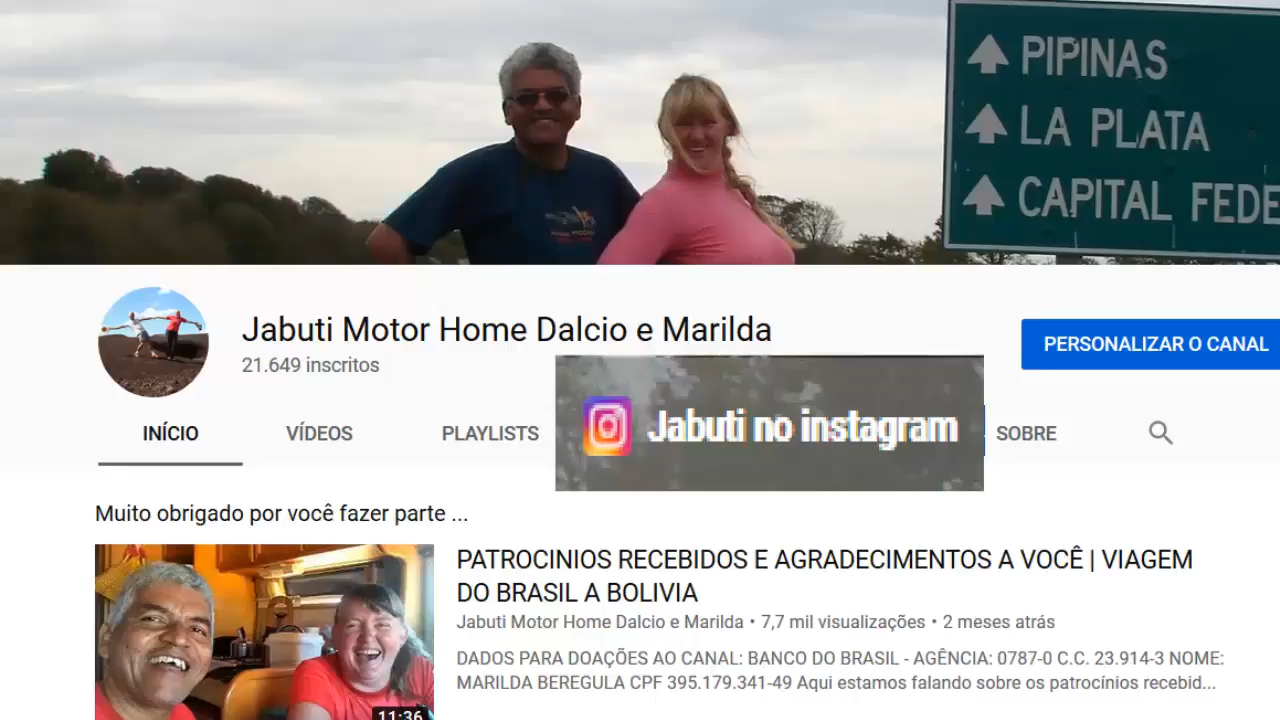 PIPINAS
LA PLATA
CAPITAL FEDE
Jabuti Motor Home Dalcio e Marilda
21.649 inscritos
PERSONALIZAR O CANAL
INÍCIO
VÍDEOS
PLAYLISTS
Jabuti no instagram
SOBRE
Muito obrigado por você fazer parte ...
PATROCINIOS RECEBIDOS E AGRADECIMENTOS A VOCÊ | VIAGEM
DO BRASIL A BOLIVIA
Jabuti Motor Home Dalcio e Marilda • 7,7 mil visualizações • 2 meses atrás
DADOS PARA DOAÇÕES AO CANAL: BANCO DO BRASIL - AGÊNCIA: 0787-0 C.C. 23.914-3 NOME:
MARILDA BEREGULA CPF 395.179.341-49 Aqui estamos falando sobre os patrocínios recebid...
11:36